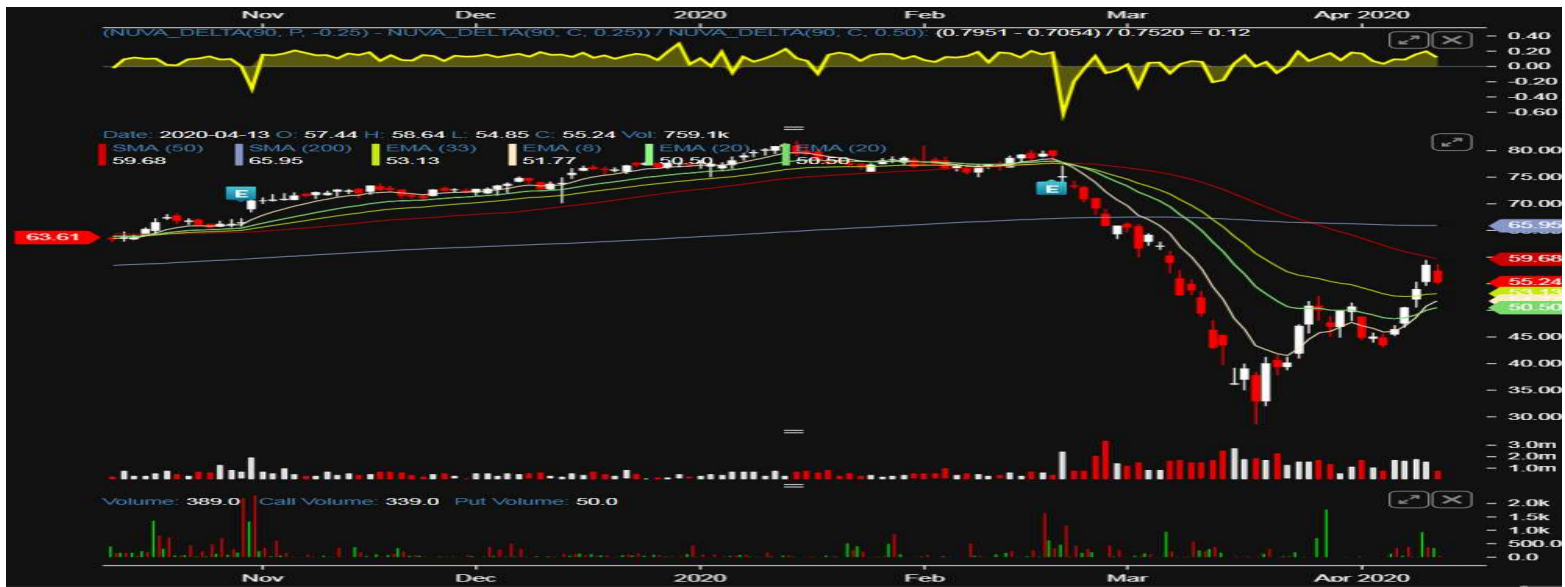 Nov Dec 2020 Feb Mar Apr 2020
(NUVA_DELTA(90, P, -0.25) - NUVA_DELTA(90, C, 0.25)) / NUVA_DELTA(90, C, 0.50): (0.7951 - 0.7054) / 0.7520 = 0.12
0.40
0.20
0.00
-0.20
-0.40
-0.60
Date: 2020-04-13 O: 57.44 H: 58.64 L: 54.85 C: 55.24 Vol: 759.1k
SMA (50) SMA (200) EMA (33) EMA (8) EMA (20) EMA (20)
59.68 65.95 53.13 51.77 50.50 50.50
80.00
75.00
E
E
70.00
65.95
63.61
59.68
55.24
53.13
50.50
45.00
40.00
35.00
30.00
3.0m
2.0m
1.0m
Volume: 389.0 Call Volume: 339.0 Put Volume: 50.0
2.0k
1.5k
1.0k
500.0
0.0
Nov Dec 2020 Feb Mar Apr 2020